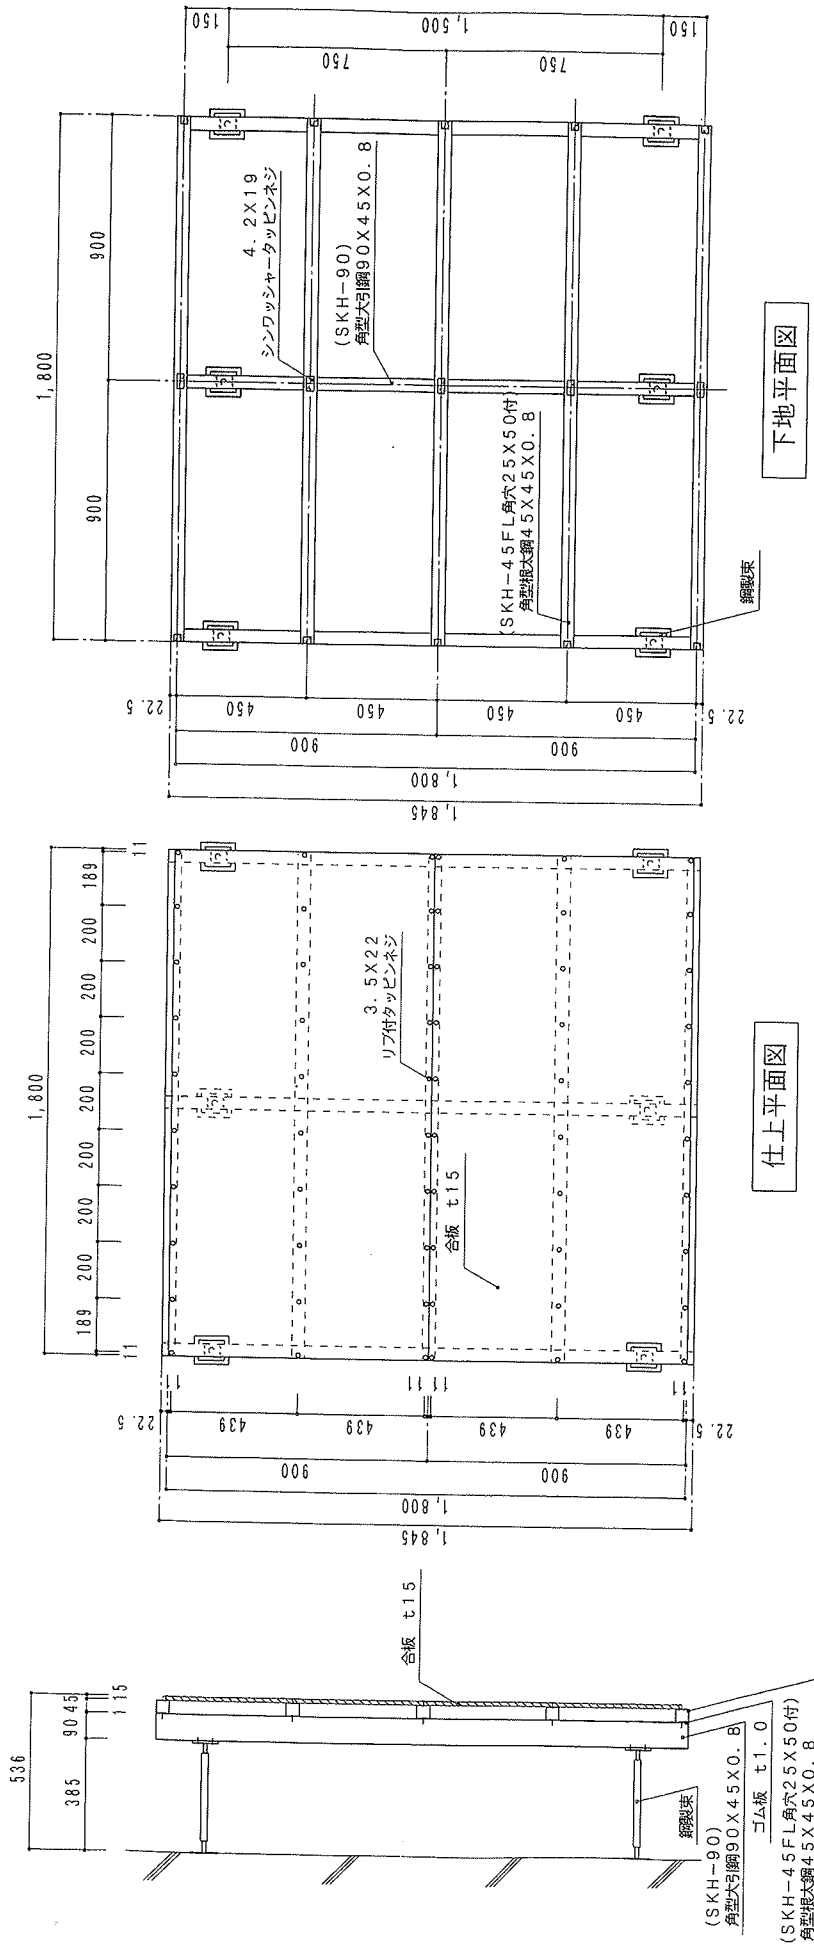 536
385
90
45
1
15
合板 t15
鋼製束
(SKH-90)
角型大引鋼90X45X0.8
ゴム板 t1.0
(SKH-45FL角穴25X50付)
角型根太鋼45X45X0.8
1,800
11
189
200
200
200
200
200
200
200
189
11
22.5
11
439
439
11
11
439
439
11
22.5
900
900
1,800
1,845
3.5X22
リブ付タッピンネジ
合板 t15
仕上平面図
1,800
900
900
22.5
450
450
450
450
22.5
900
900
1,800
1,845
4.2X19
シンワッシャータッピンネジ
(SKH-90)
角型大引鋼90X45X0.8
(SKH-45FL角穴25X50付)
角型根太鋼45X45X0.8
鋼製束
150
750
750
150
1,500
下地平面図